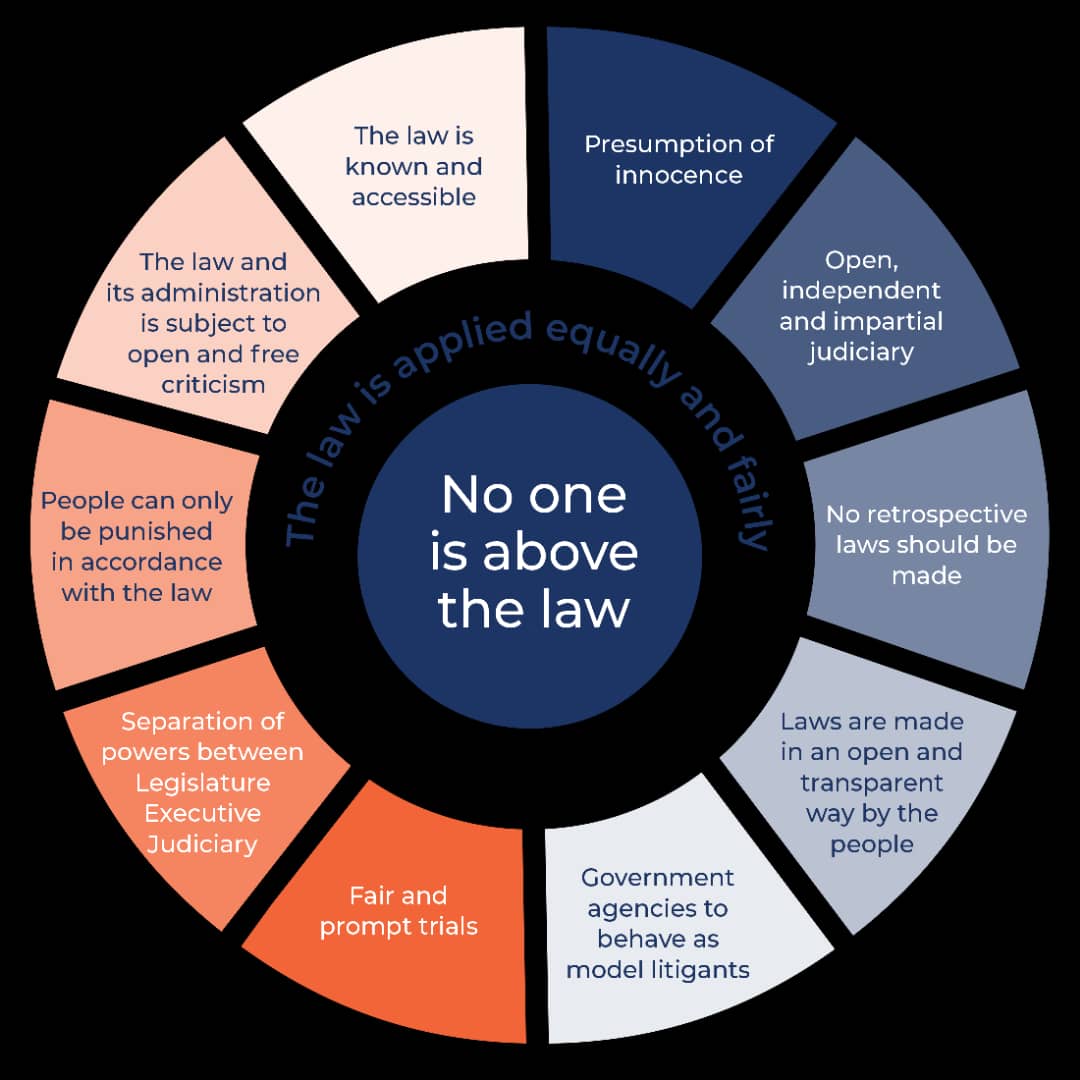 The law is
known and
accessible
Presumption of
innocence
Open,
independent
and impartial
judiciary
No retrospective
laws should be
made
Laws are made
in an open and
transparent
way by the
people
Government
agencies to
behave as
model litigants
Fair and
prompt trials
Separation of
powers between
Legislature
Executive
Judiciary
People can only
be punished
in accordance
with the law
The law and
its administration
is subject to
open and free
criticism
The law is applied equally and fairly
No one
is above
the law